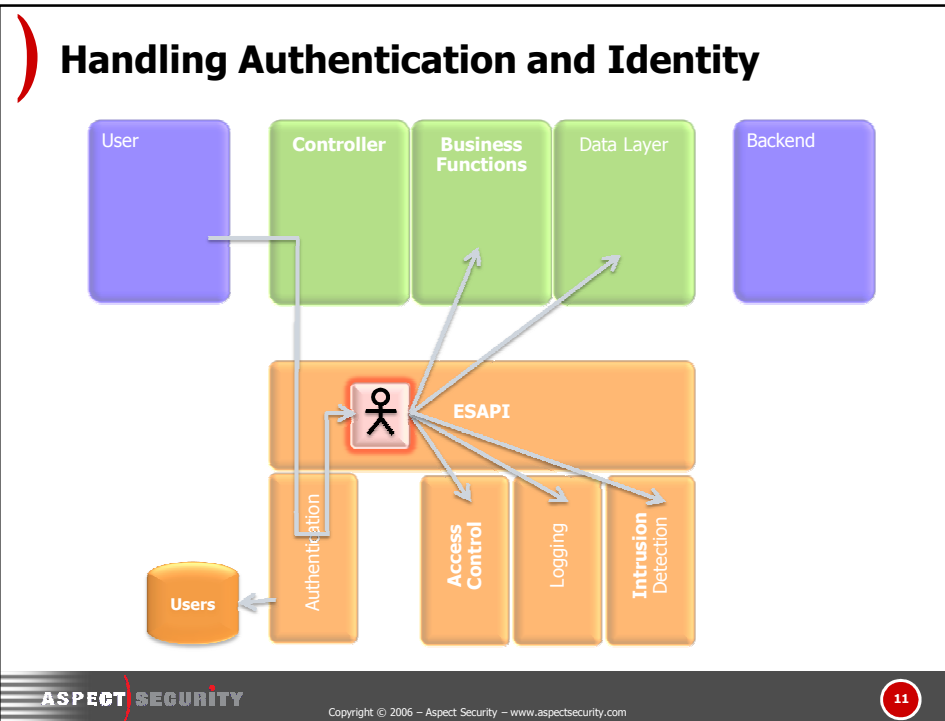 Handling Authentication and Identity
User
Controller
Business
Functions
Data Layer
Backend
ESAPI
Authentication
Access
Control
Logging
Intrusion
Detection
Users
ASPECT SECURITY
Copyright © 2006 – Aspect Security – www.aspectsecurity.com
11